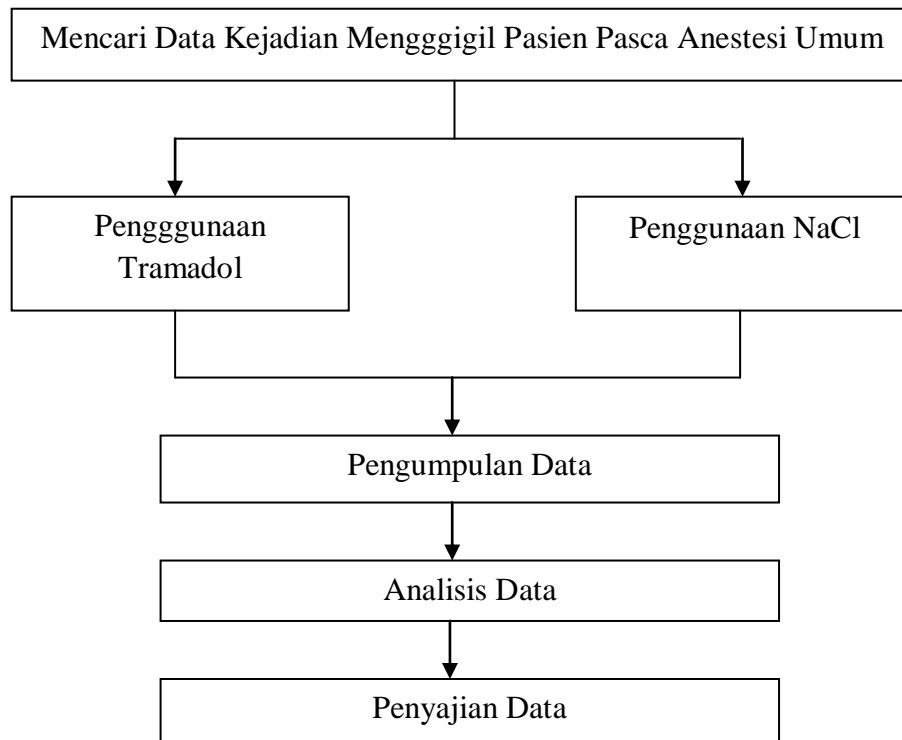 Mencari Data Kejadian Mengggigil Pasien Pasca Anestesi Umum
Pengggunaan
Tramadol
Penggunaan NaCl
Pengumpulan Data
Analisis Data
Penyajian Data